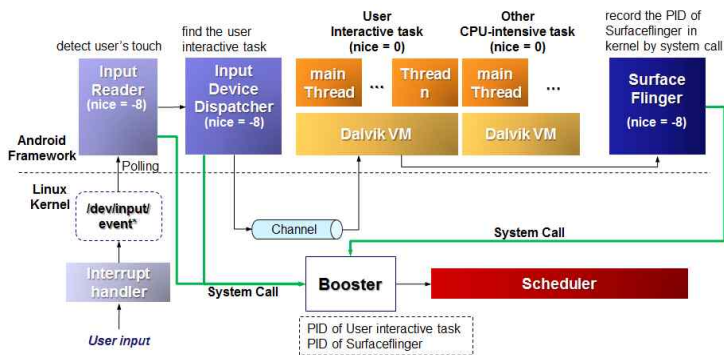 detect user's touch
find the user
interactive task
User
Interactive task
(nice = 0)
Other
CPU-intensive task
(nice = 0)
record the PID of
Surfaceflinger in
kernel by system call
Input
Reader
(nice = -8)
Input
Device
Dispatcher
(nice = -8)
main
Thread
...
Thread
n
main
Thread
...
Dalvik VM
Dalvik VM
Surface
Flinger
(nice = -8)
Android
Framework
Polling
Linux
Kernel
/dev/input/
event*
Channel
System Call
Interrupt
handler
System Call
Booster
Scheduler
User input
PID of User interactive task
PID of Surfaceflinger